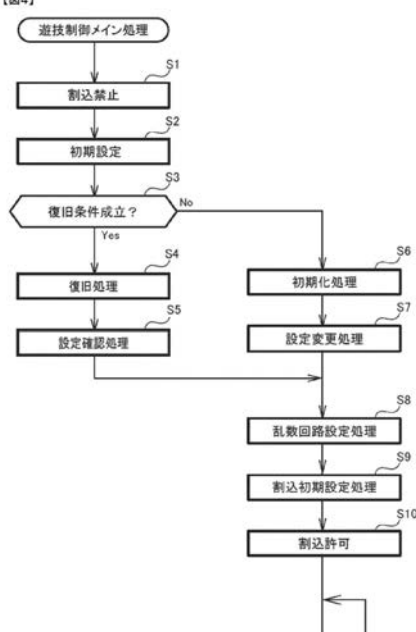 【図4】
遊技制御メイン処理
S1
割込禁止
S2
初期設定
S3
復旧条件成立？
No
Yes
S4
復旧処理
S5
設定確認処理
S6
初期化処理
S7
設定変更処理
S8
乱数回路設定処理
S9
割込初期設定処理
S10
割込許可